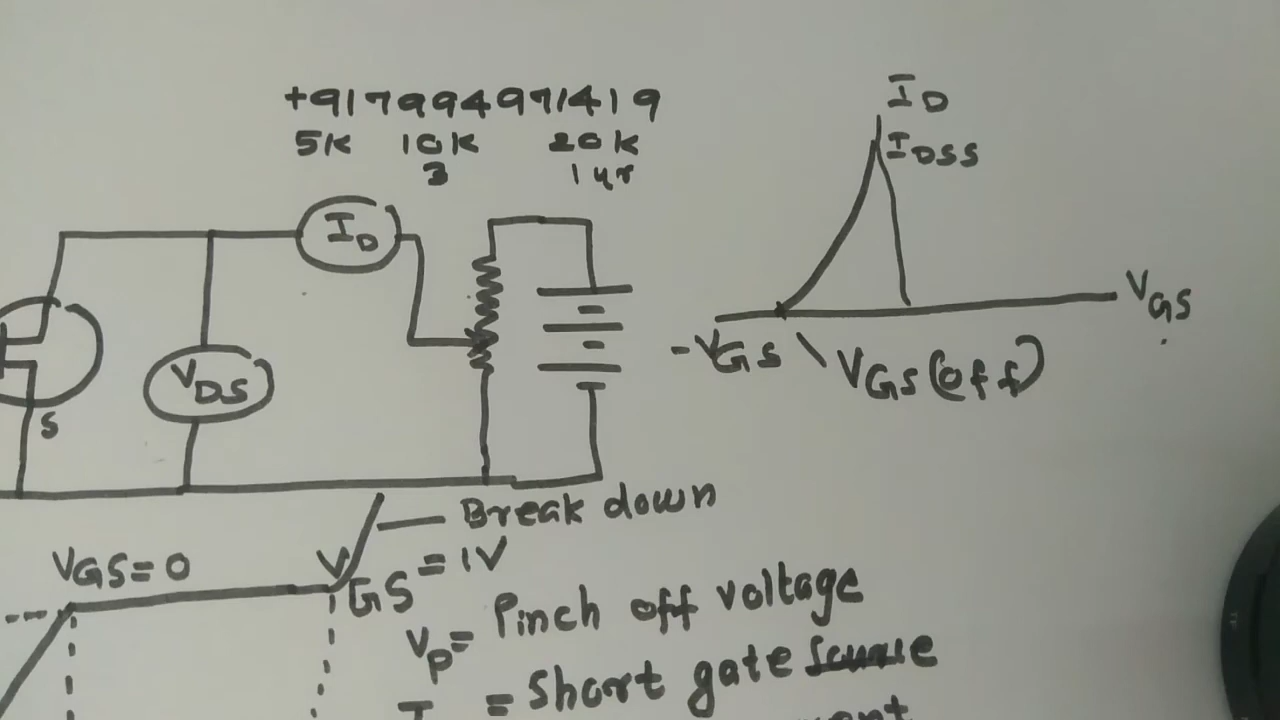 +917994971419
5K 10K 20K
3 1 yr
ID
IDSS
ID
VDS
S
VGS
-VGS
VGS(off)
Break down
VGS=0
VGS=1V
VP= Pinch off voltage
= Short gate